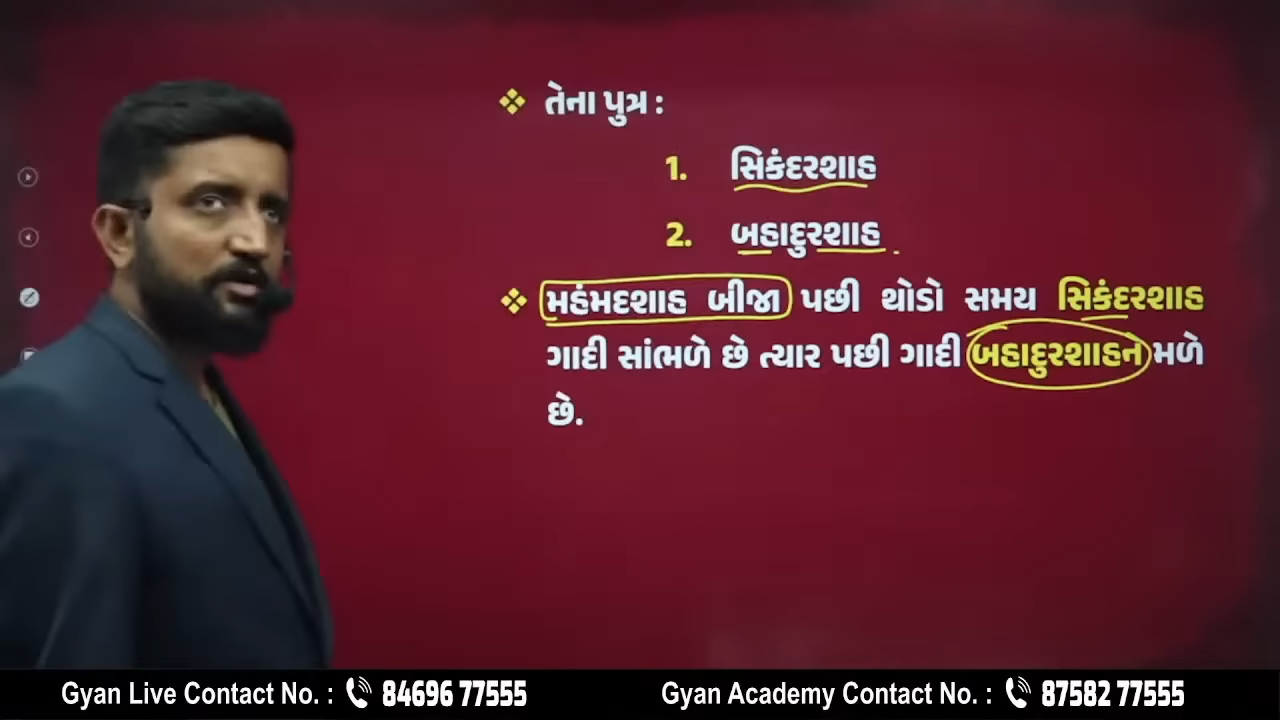 તેના પુત્ર :
1. સિકંદરશાહ
2. બહાદુરશાહ
મહંમદશાહ બીજા પછી થોડો સમય સિકંદરશાહ
ગાદી સાંભળે છે ત્યાર પછી ગાદી બહાદુરશાહને મળે
છે.
Gyan Live Contact No. : 84696 77555
Gyan Academy Contact No. : 87582 77555